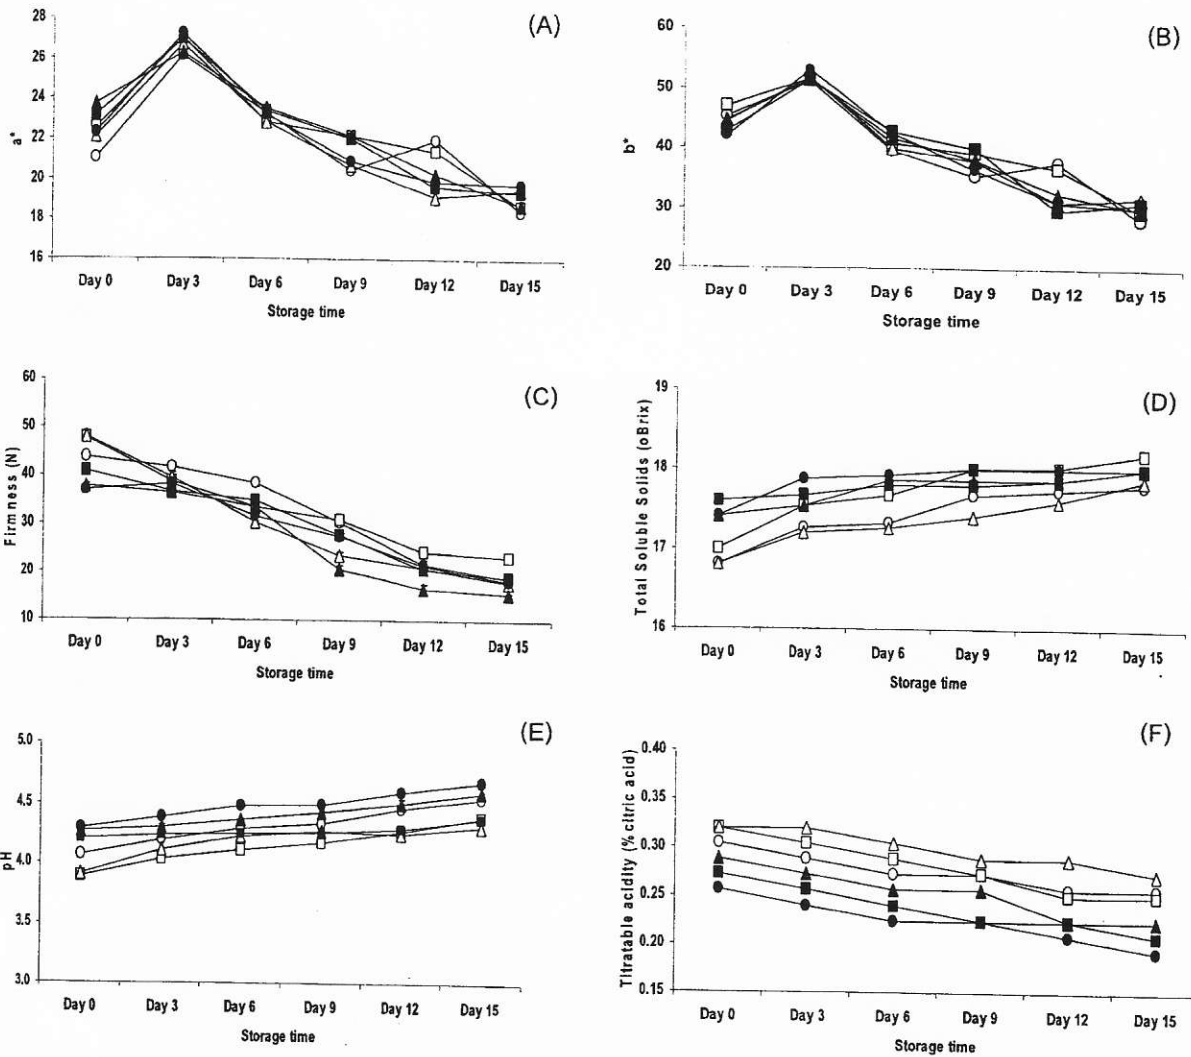 (A)
28
26
24
22
20
18
16
a*
Day 0 Day 3 Day 6 Day 9 Day 12 Day 15
Storage time
(B)
60
50
40
30
20
b*
Day 0 Day 3 Day 6 Day 9 Day 12 Day 15
Storage time
(C)
60
50
40
30
20
10
Firmness (N)
Day 0 Day 3 Day 6 Day 9 Day 12 Day 15
Storage time
(D)
19
18
17
16
Total Soluble Solids (oBrix)
Day 0 Day 3 Day 6 Day 9 Day 12 Day 15
Storage time
(E)
5.0
4.5
4.0
3.5
3.0
pH
Day 0 Day 3 Day 6 Day 9 Day 12 Day 15
Storage time
(F)
0.40
0.35
0.30
0.25
0.20
0.15
Titratable acidity (% citric acid)
Day 0 Day 3 Day 6 Day 9 Day 12 Day 15
Storage time